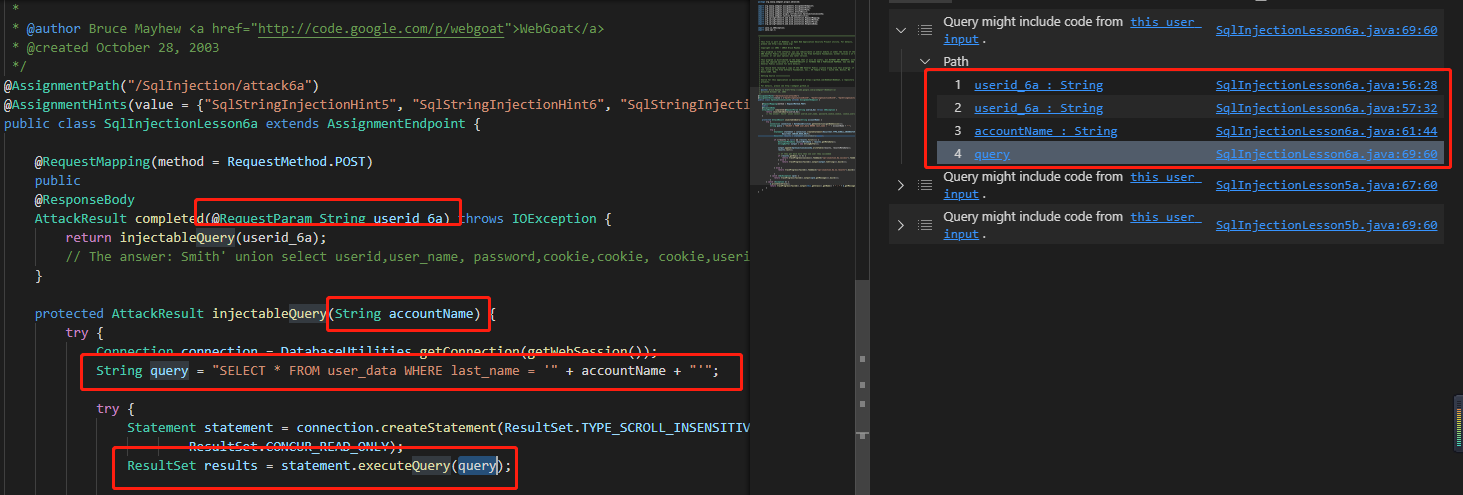 *
* @author Bruce Mayhew <a href="http://code.google.com/p/webgoat">WebGoat</a>
* @created October 28, 2003
*/
@AssignmentPath("/SqlInjection/attack6a")
@AssignmentHints(value = {"SqlStringInjectionHint5", "SqlStringInjectionHint6", "SqlStringInjection
public class SqlInjectionLesson6a extends AssignmentEndpoint {
@RequestMapping(method = RequestMethod.POST)
public
@ResponseBody
AttackResult completed(@RequestParam String userid_6a) throws IOException {
return injectableQuery(userid_6a);
// The answer: Smith' union select userid,user_name, password,cookie,cookie, cookie,useri
}
protected AttackResult injectableQuery(String accountName) {
try {
Connection connection = DatabaseUtilities.getConnection(getWebSession());
String query = "SELECT * FROM user_data WHERE last_name = '" + accountName + "'";
try {
Statement statement = connection.createStatement(ResultSet.TYPE_SCROLL_INSENSITIV
ResultSet.CONCUR_READ_ONLY);
ResultSet results = statement.executeQuery(query);
Query might include code from this user input. SqlInjectionLesson6a.java:69:60
Path
1 userid_6a : String SqlInjectionLesson6a.java:56:28
2 userid_6a : String SqlInjectionLesson6a.java:57:32
3 accountName : String SqlInjectionLesson6a.java:61:44
4 query SqlInjectionLesson6a.java:69:60
Query might include code from this user input. SqlInjectionLesson5a.java:67:60
Query might include code from this user input. SqlInjectionLesson5b.java:69:60